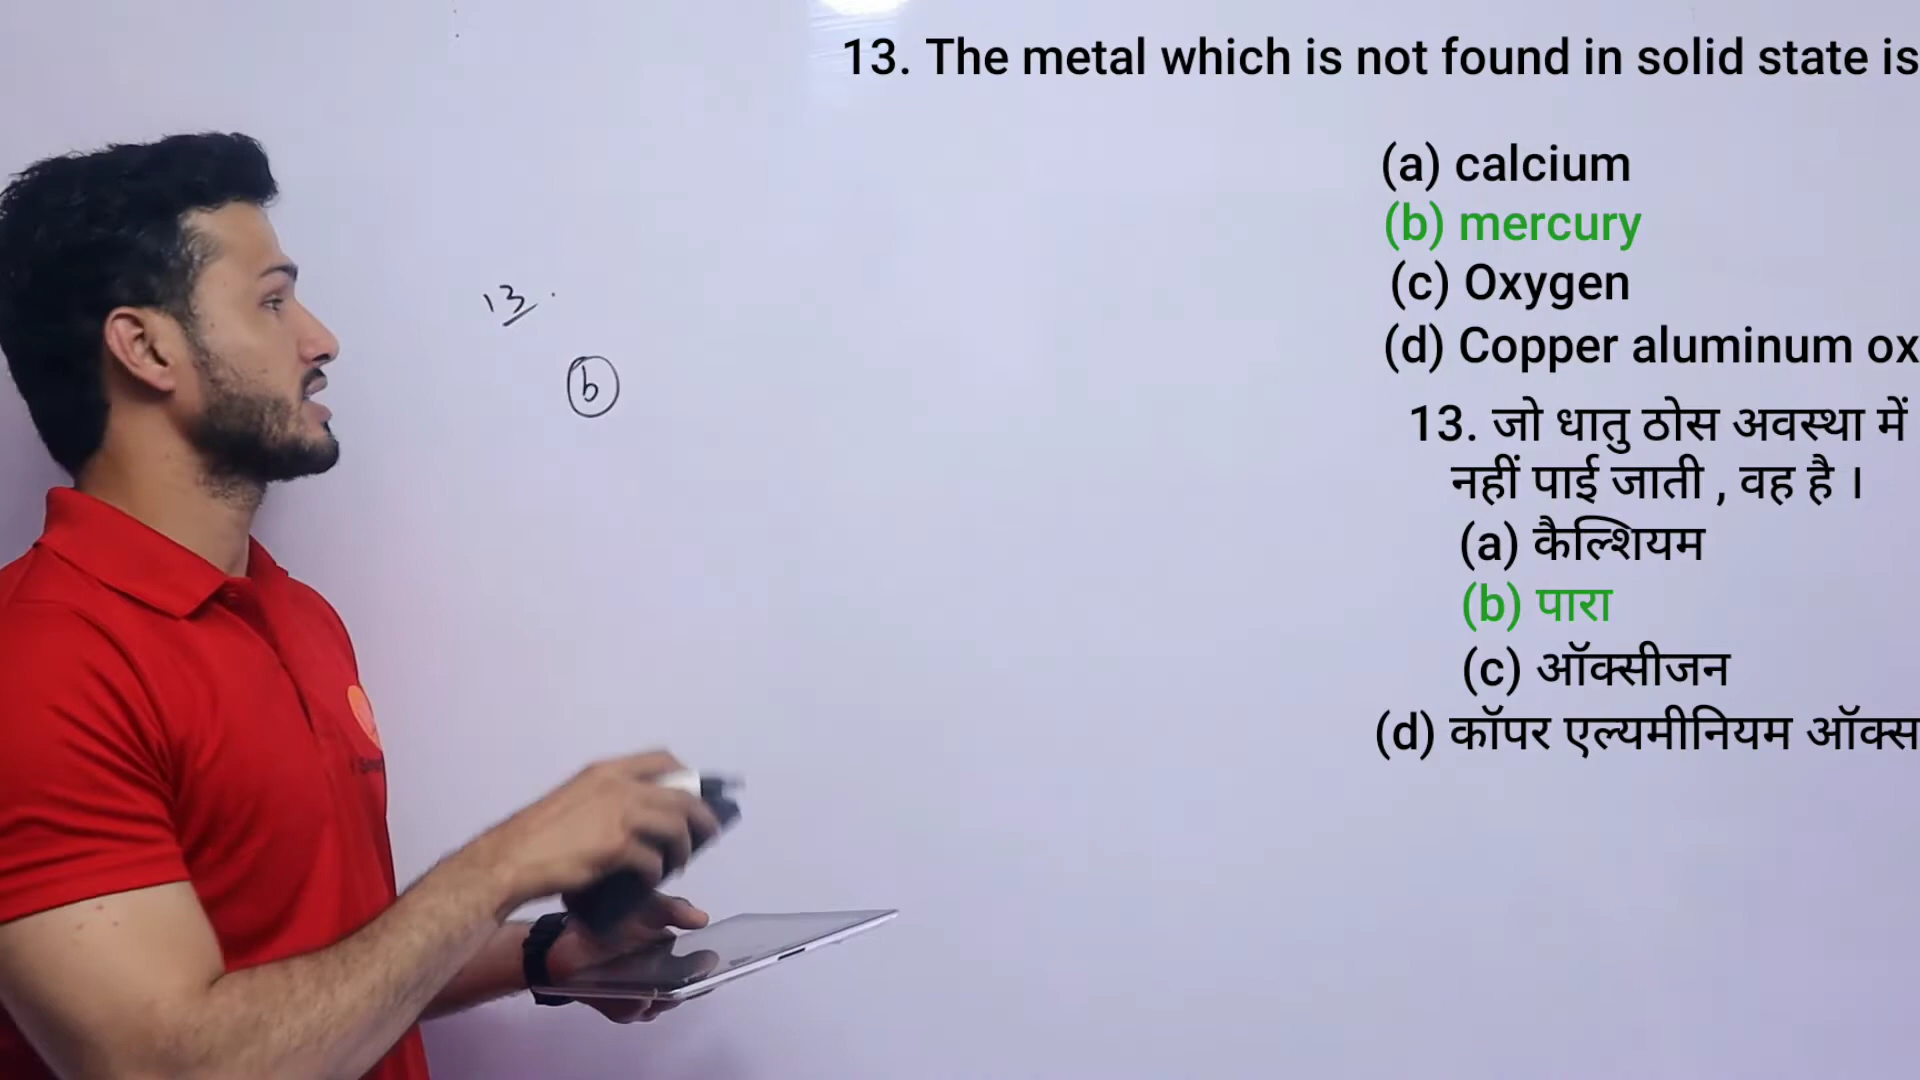 13. The metal which is not found in solid state is
(a) calcium
(b) mercury
(c) Oxygen
(d) Copper aluminum ox
13. जो धातु ठोस अवस्था में
नहीं पाई जाती , वह है ।
(a) कैल्शियम
(b) पारा
(c) ऑक्सीजन
(d) कॉपर एल्यमीनियम ऑक्स
13.
b